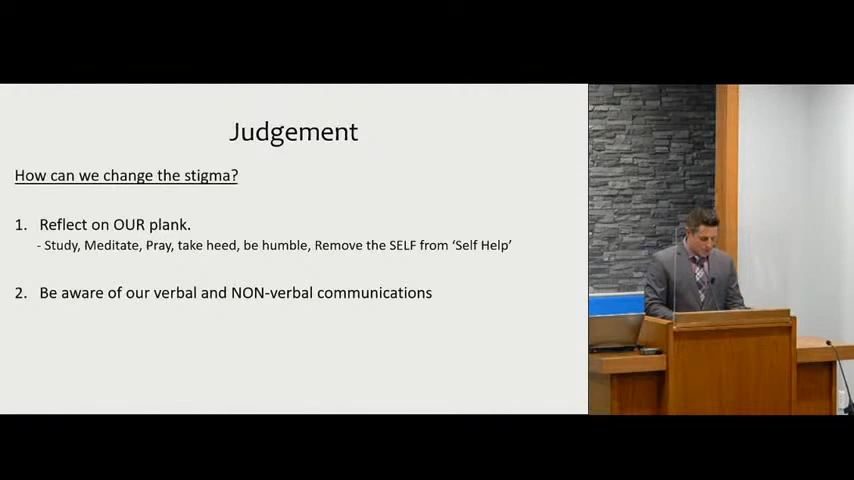 Judgement
How can we change the stigma?
1. Reflect on OUR plank.
- Study, Meditate, Pray, take heed, be humble, Remove the SELF from ‘Self Help’
2. Be aware of our verbal and NON-verbal communications